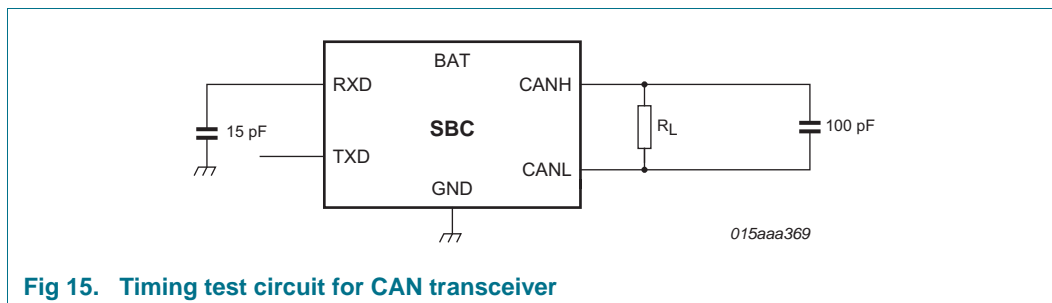 BAT
RXD
CANH
15 pF
SBC
RL
100 pF
TXD
CANL
GND
015aaa369
Fig 15. Timing test circuit for CAN transceiver